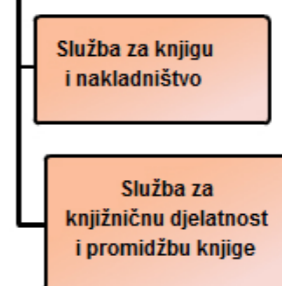 Služba za knjigu
i nakladništvo
Služba za
knjižničnu djelatnost
i promidžbu knjige